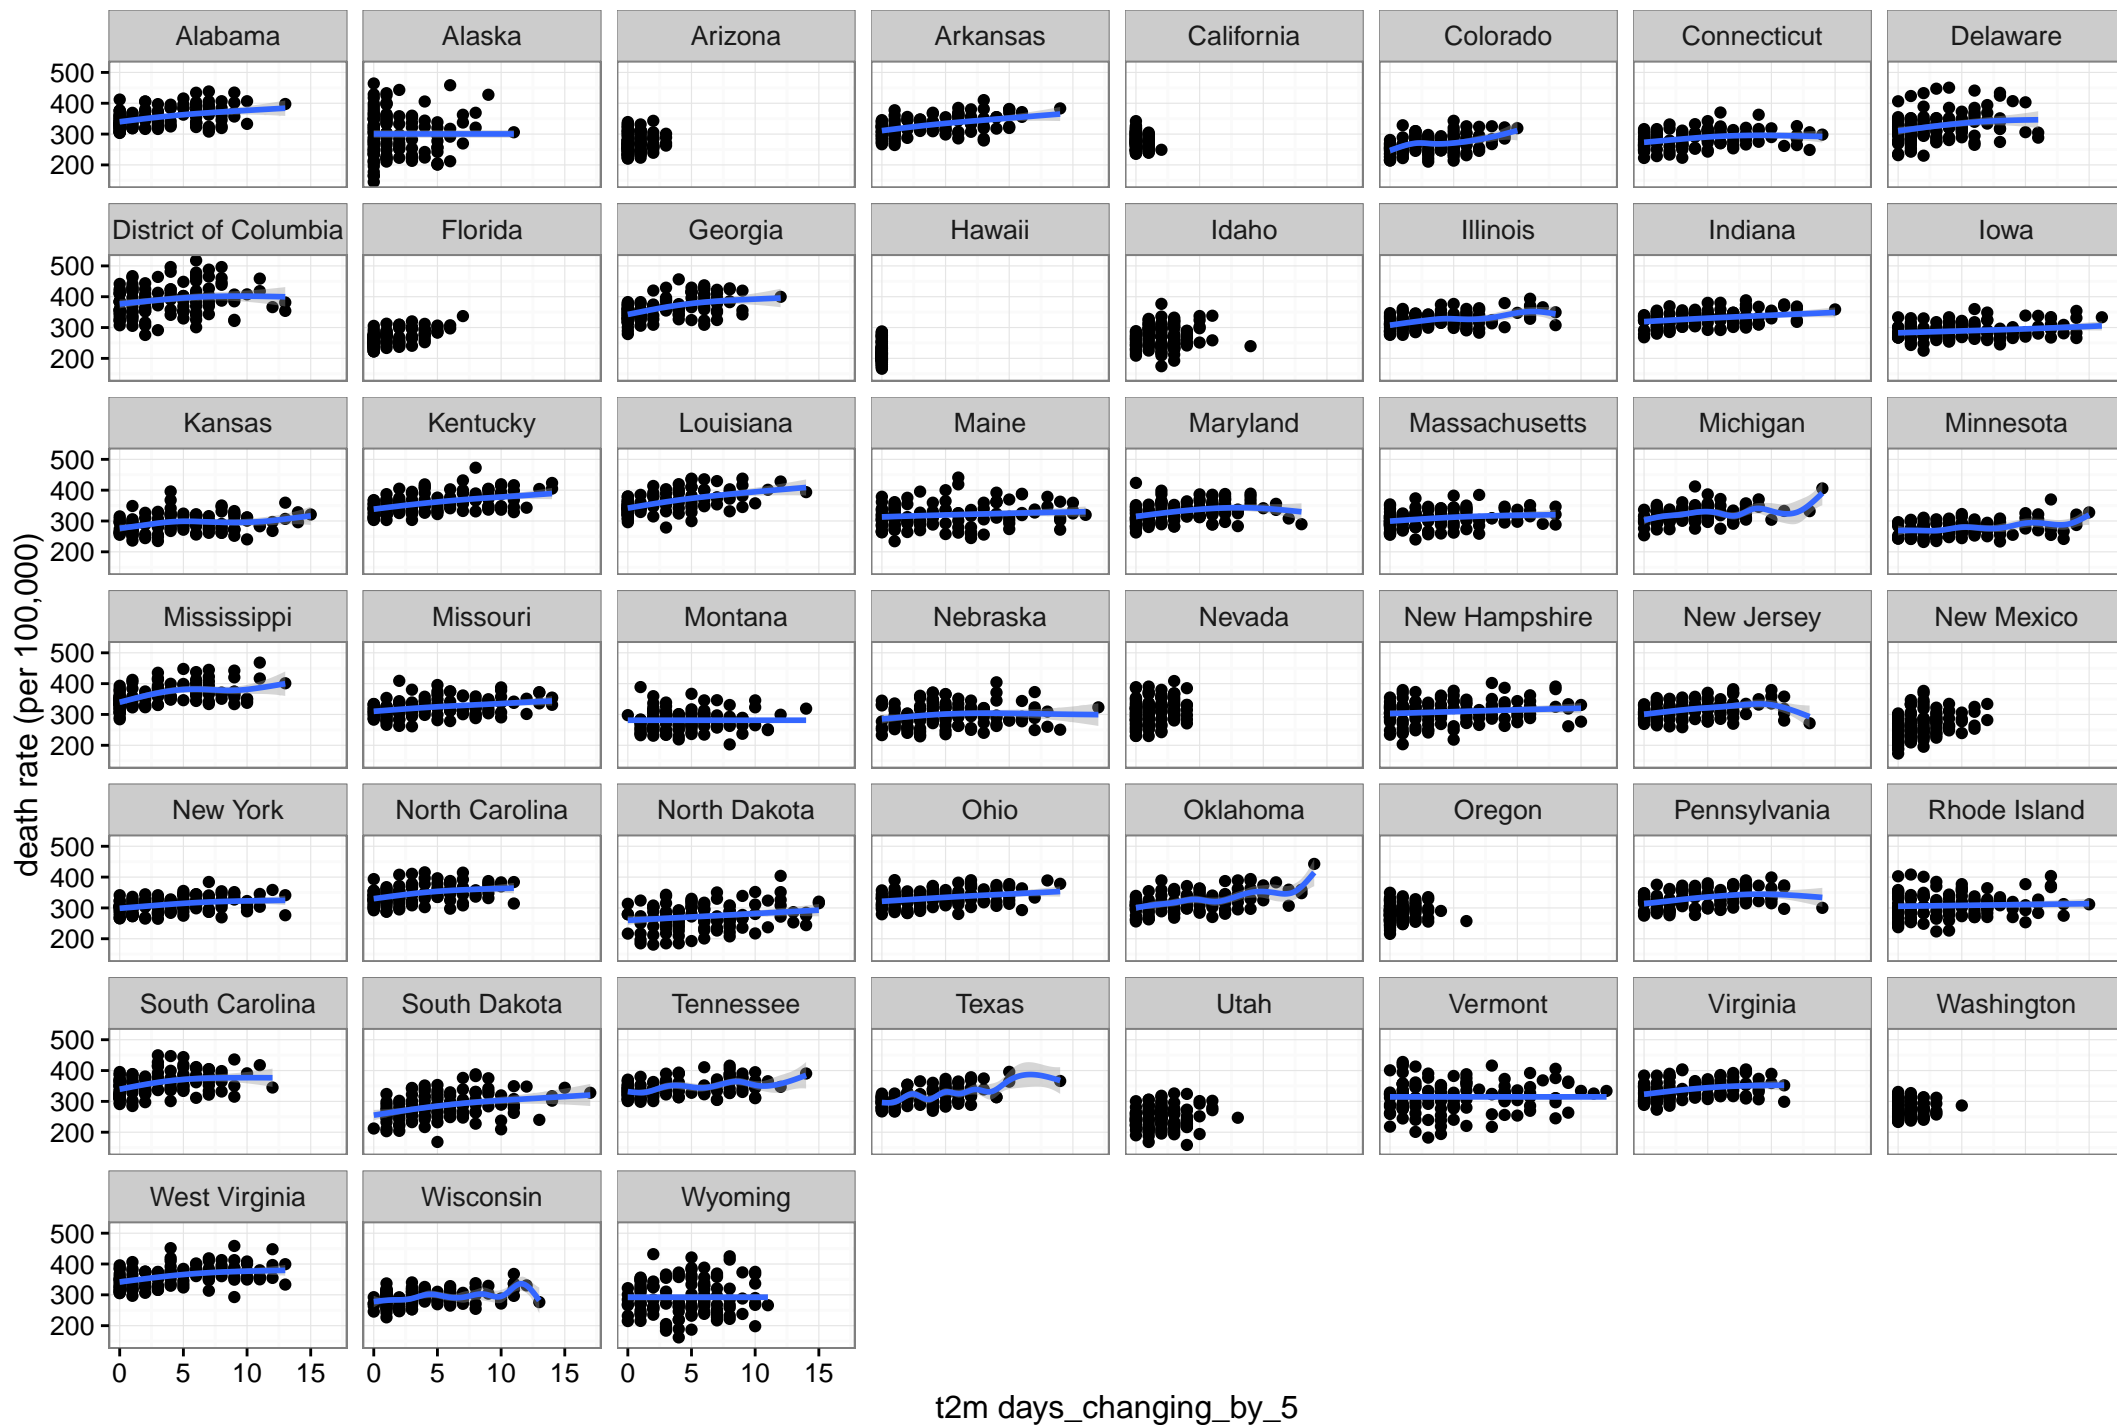 Alabama Alaska Arizona Arkansas California Colorado Connecticut Delaware
500
400
300
200
District of Columbia Florida Georgia Hawaii Idaho Illinois Indiana Iowa
500
400
300
200
Kansas Kentucky Louisiana Maine Maryland Massachusetts Michigan Minnesota
500
400
300
200
death rate (per 100,000)
Mississippi Missouri Montana Nebraska Nevada New Hampshire New Jersey New Mexico
500
400
300
200
New York North Carolina North Dakota Ohio Oklahoma Oregon Pennsylvania Rhode Island
500
400
300
200
South Carolina South Dakota Tennessee Texas Utah Vermont Virginia Washington
500
400
300
200
West Virginia Wisconsin Wyoming
500
400
300
200
0 5 10 15 0 5 10 15 0 5 10 15
t2m days_changing_by_5